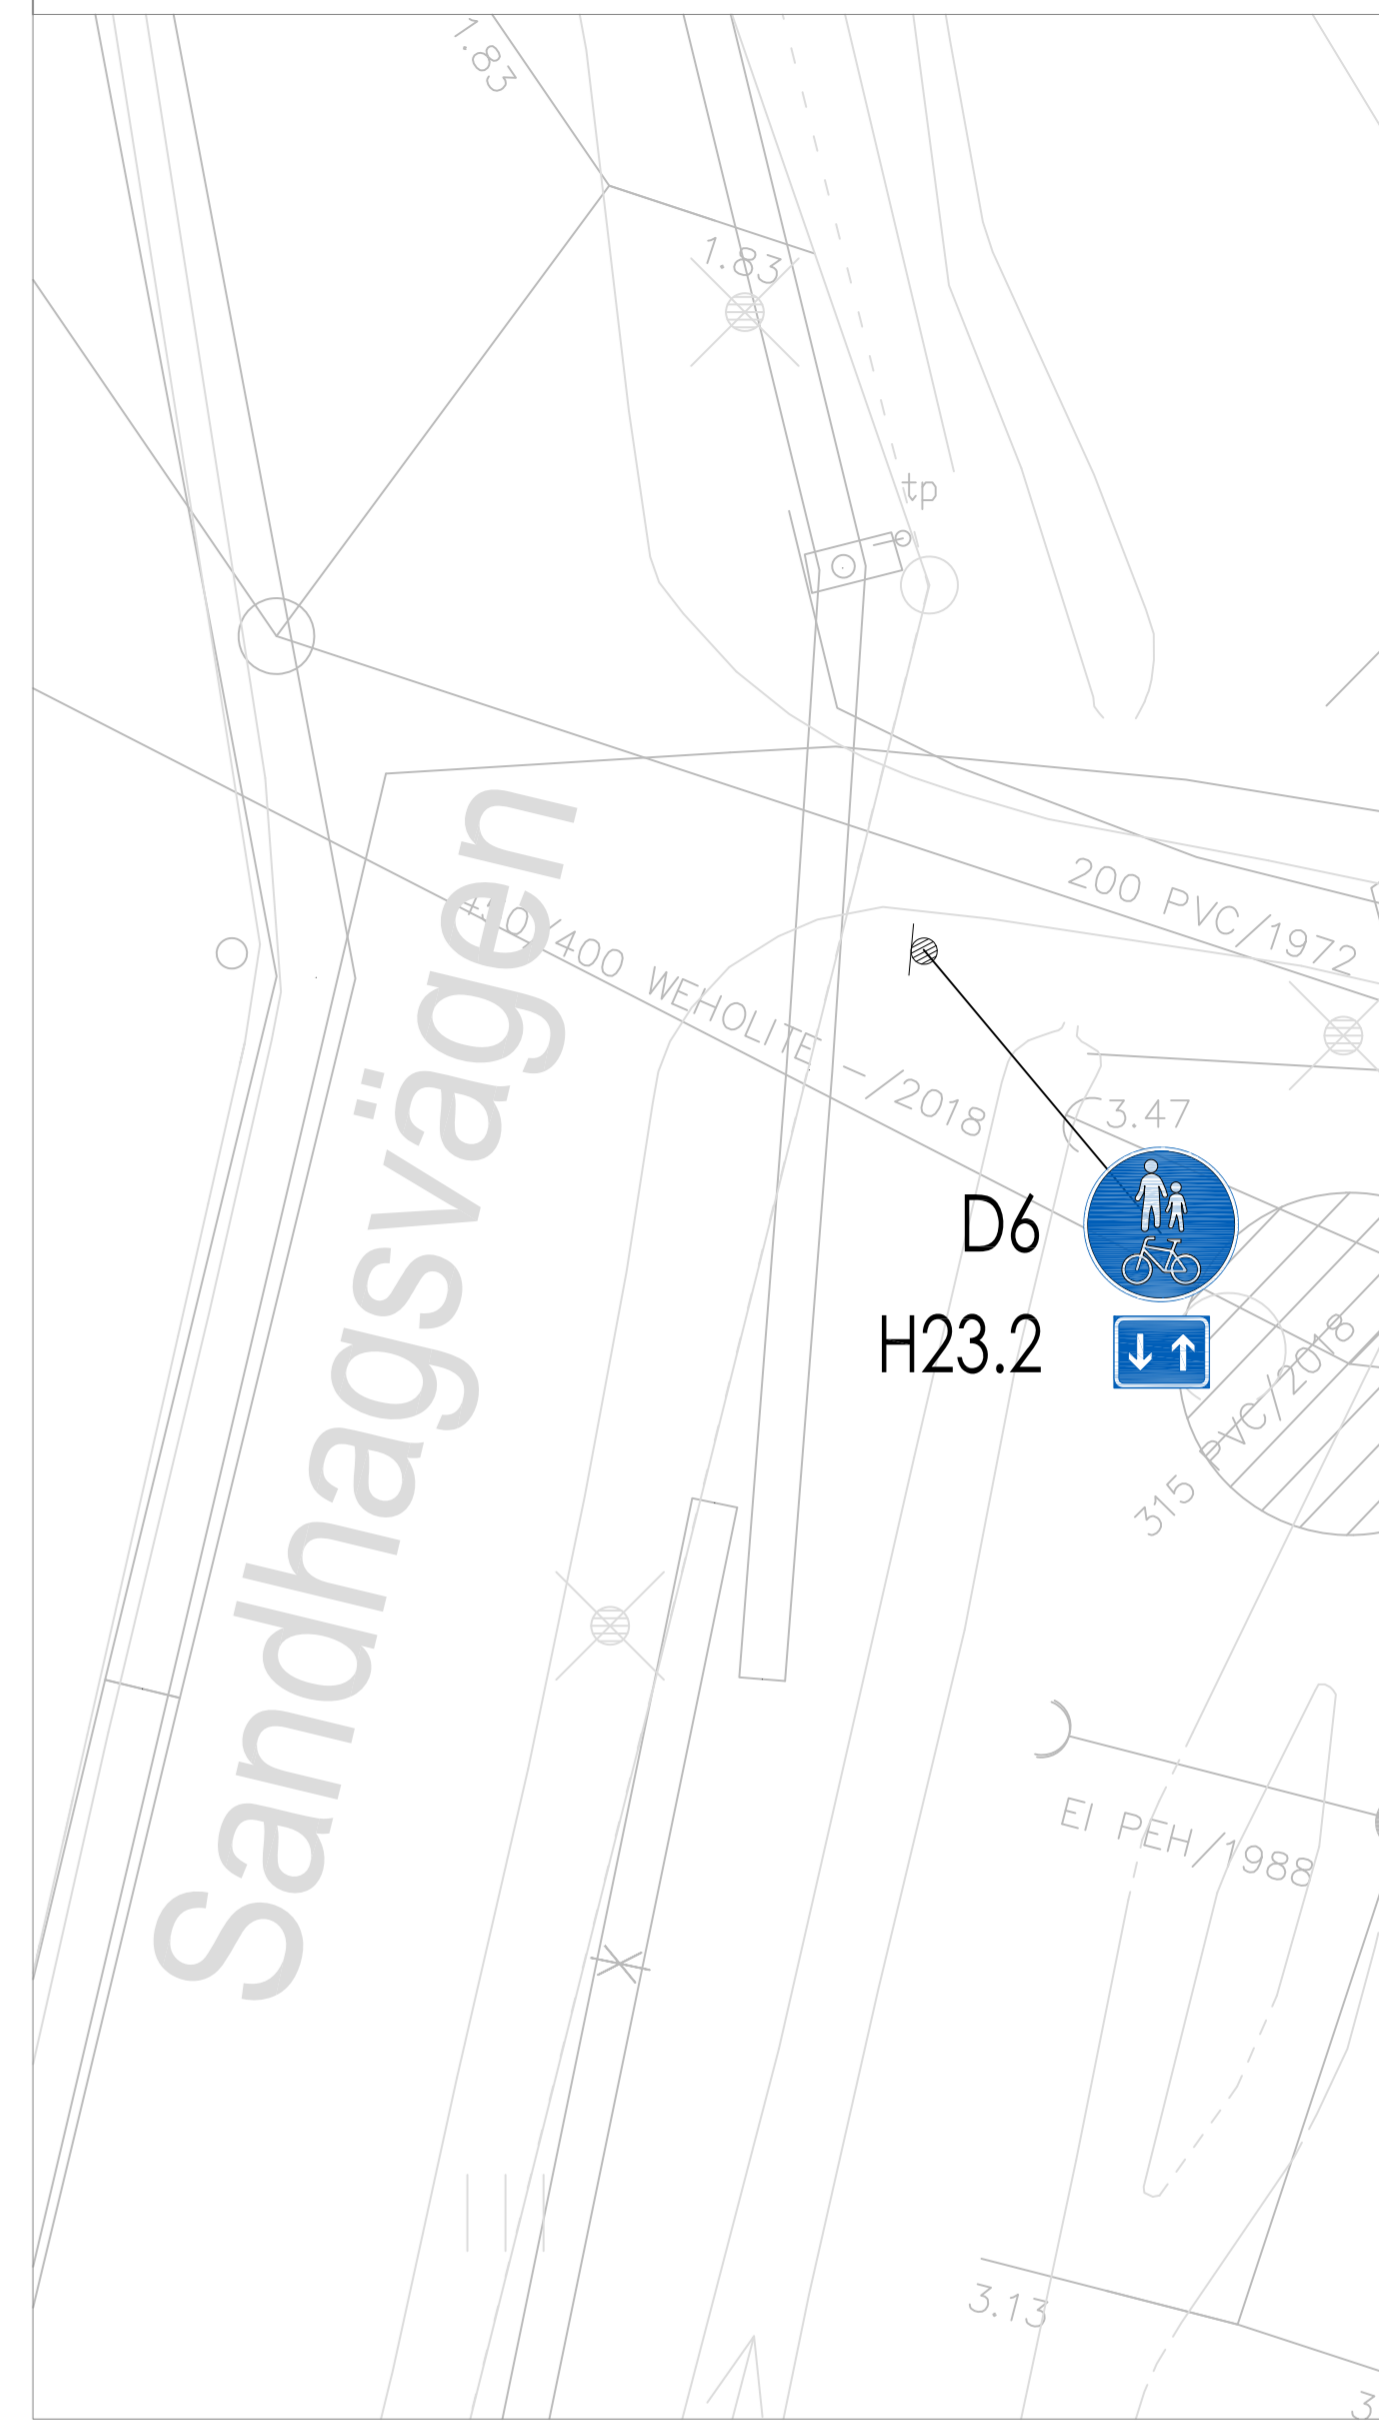 1.83
1.83
tp
200 PVC/1972
/400 WEHOLITE -/2018
3.47
D6
H23.2
Sandhagsvägen
315 PVC/2018
EI PEH/1988
3.13